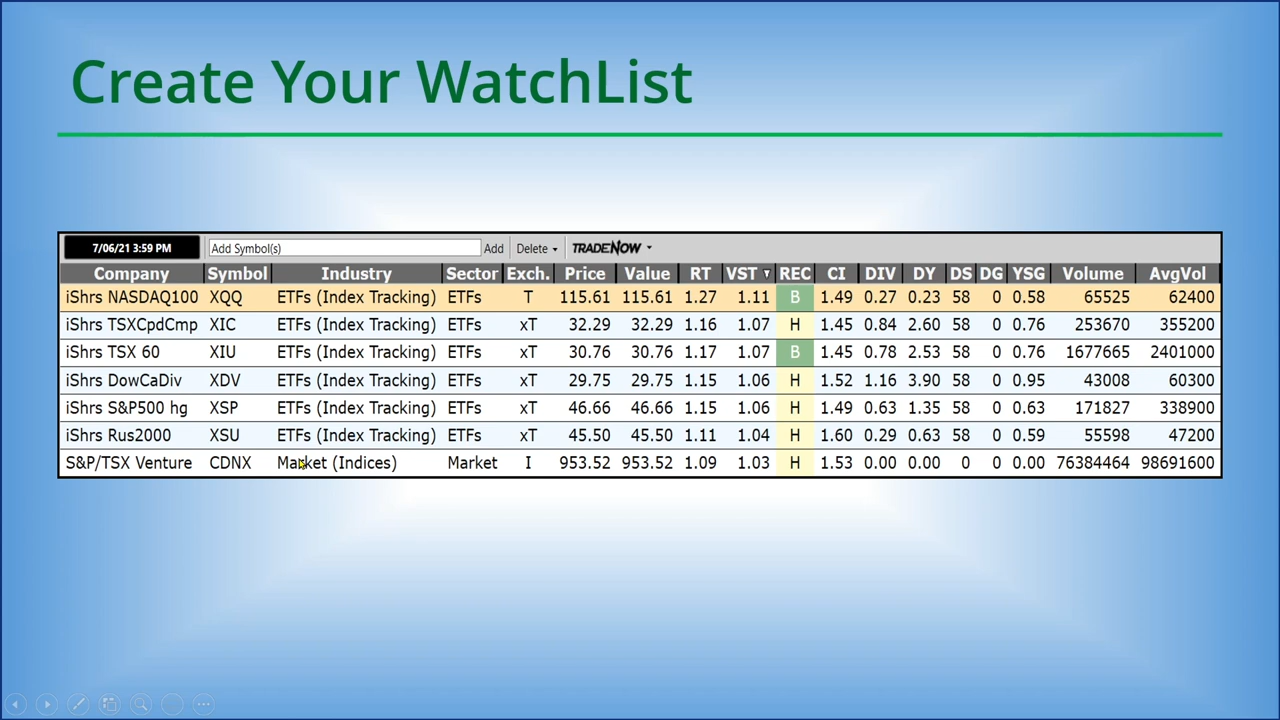 Create Your WatchList
7/06/21 3:59 PM Add Symbol(s) Add Delete TRADENOW
Company Symbol Industry Sector Exch. Price Value RT VST REC CI DIV DY DS DG YSG Volume AvgVol
iShrs NASDAQ100 XQQ ETFs (Index Tracking) ETFs T 115.61 115.61 1.27 1.11 B 1.49 0.27 0.23 58 0 0.58 65525 62400
iShrs TSXCpdCmp XIC ETFs (Index Tracking) ETFs xT 32.29 32.29 1.16 1.07 H 1.45 0.84 2.60 58 0 0.76 253670 355200
iShrs TSX 60 XIU ETFs (Index Tracking) ETFs xT 30.76 30.76 1.17 1.07 B 1.45 0.78 2.53 58 0 0.76 1677665 2401000
iShrs DowCaDiv XDV ETFs (Index Tracking) ETFs xT 29.75 29.75 1.15 1.06 H 1.52 1.16 3.90 58 0 0.95 43008 60300
iShrs S&P500 hg XSP ETFs (Index Tracking) ETFs xT 46.66 46.66 1.15 1.06 H 1.49 0.63 1.35 58 0 0.63 171827 338900
iShrs Rus2000 XSU ETFs (Index Tracking) ETFs xT 45.50 45.50 1.11 1.04 H 1.60 0.29 0.63 58 0 0.59 55598 47200
S&P/TSX Venture CDNX Market (Indices) Market I 953.52 953.52 1.09 1.03 H 1.53 0.00 0.00 0 0 0.00 76384464 98691600